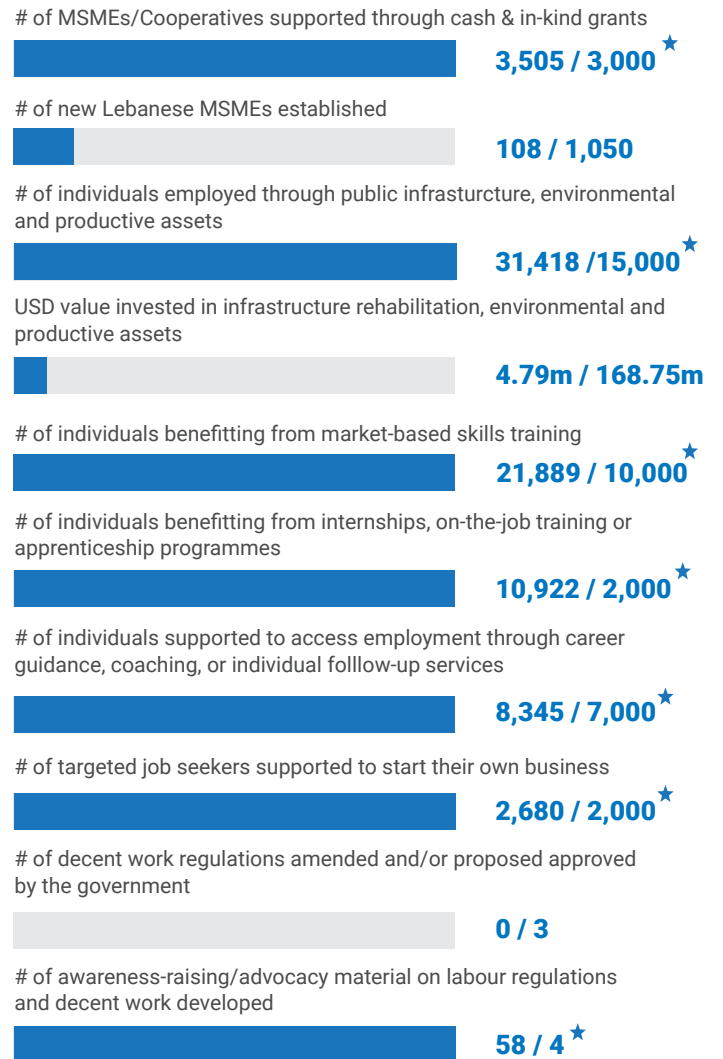 # of MSMEs/Cooperatives supported through cash & in-kind grants
3,505 / 3,000
# of new Lebanese MSMEs established
108 / 1,050
# of individuals employed through public infrasturcture, environmental
and productive assets
31,418 /15,000
USD value invested in infrastructure rehabilitation, environmental and
productive assets
4.79m / 168.75m
# of individuals benefitting from market-based skills training
21,889 / 10,000
# of individuals benefitting from internships, on-the-job training or
apprenticeship programmes
10,922 / 2,000
# of individuals supported to access employment through career
guidance, coaching, or individual folllow-up services
8,345 / 7,000
# of targeted job seekers supported to start their own business
2,680 / 2,000
# of decent work regulations amended and/or proposed approved
by the government
0 / 3
# of awareness-raising/advocacy material on labour regulations
and decent work developed
58 / 4